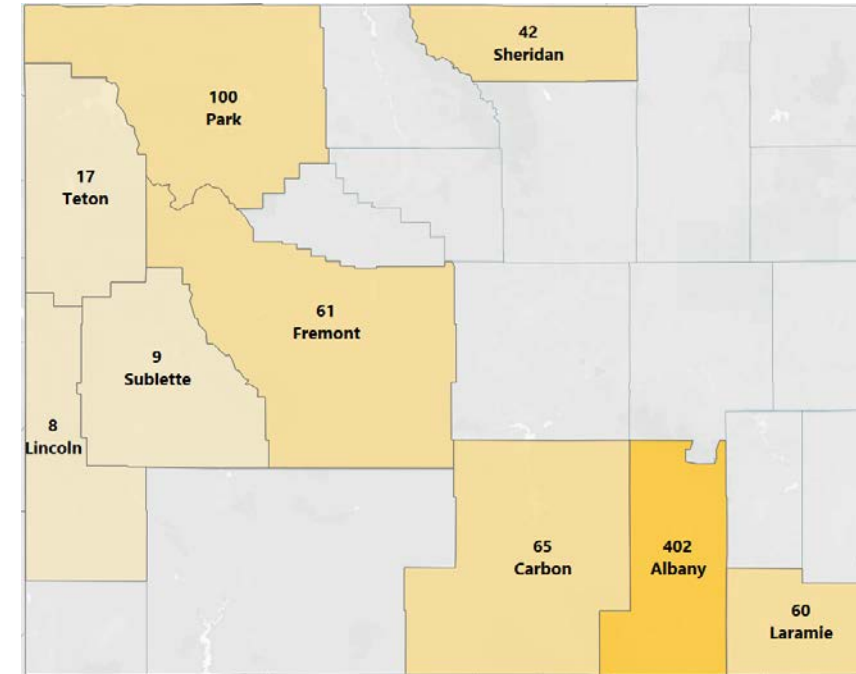 42
Sheridan
100
Park
17
Teton
61
Fremont
9
Sublette
8
Lincoln
65
Carbon
402
Albany
60
Laramie